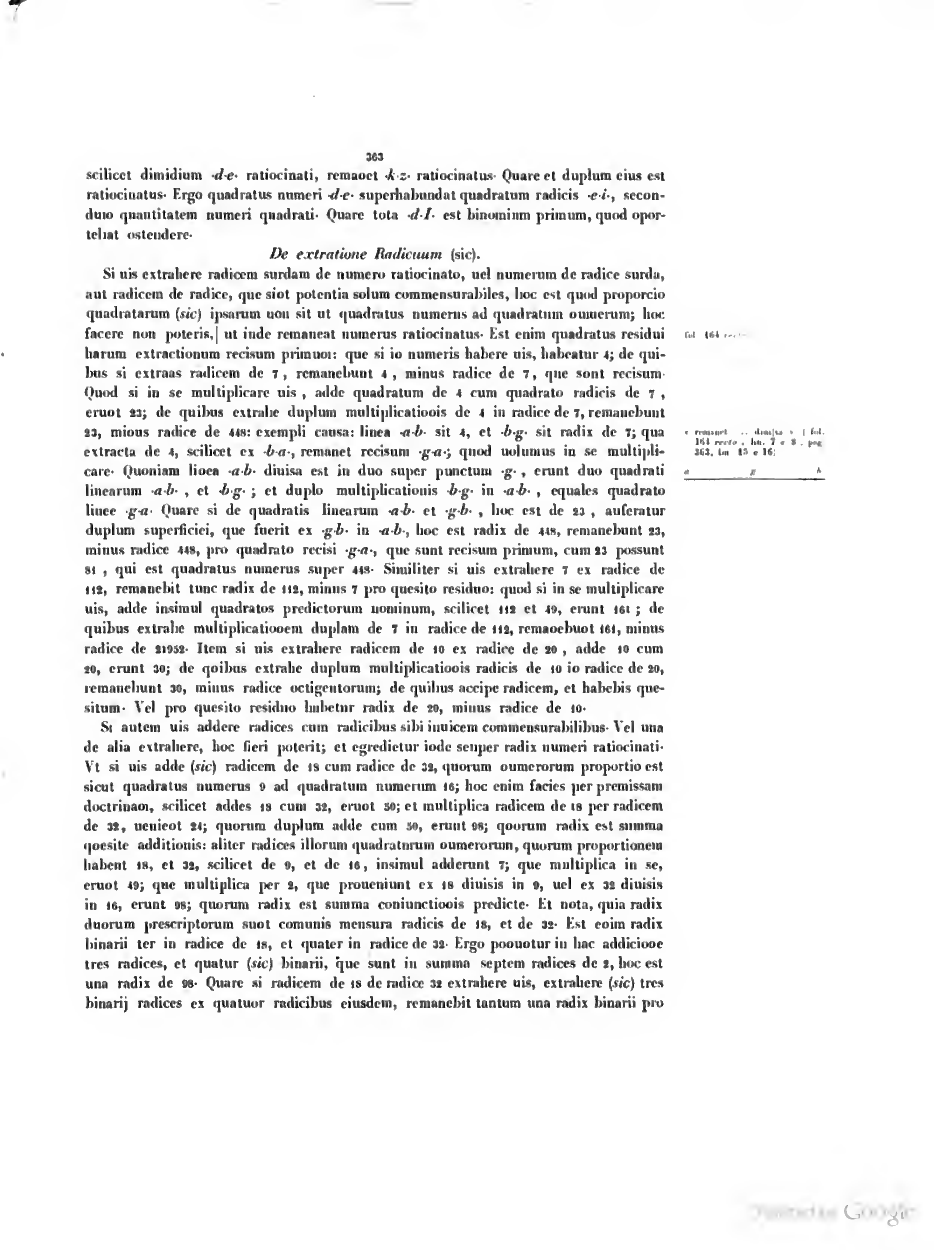 363
scilicet dimidium ·d·e· ratiocinati, remaoet ·k·z· ratiocinatus· Quare et duplum eius est
ratiocinatus· Ergo quadratus numeri ·d·e· superhabundat quadratum radicis ·e·i·, secon-
duio quantitatem numeri quadrati· Quare tota ·d·I· est binomium primum, quod opor-
tebat ostendere·
De extratione Radicuum (sic).
Si uis extrahere radicem surdam de numero ratiocinato, uel numerum de radice surda,
aut radicem de radice, que siot potentia solum commensurabiles, hoc est quod proporcio
quadratarum (sic) ipsarum uon sit ut quadratus numerus ad quadratum oumerum; hoc
facere non poteris,| ut inde remaneat numerus ratiocinatus· Est enim quadratus residui
fol 164
harum extractionum recisum primuoı: que si io numeris habere uis, habeatur 4; de qui-
bus si extraas radicem de 7 , remanebunt 4 , minus radice de 7, que sont recisum·
Quod si in se multiplicare uis , adde quadratum de 4 cum quadrato radicis de 7 ,
eruot 23; de quibus extrahe duplum multiplicatioois de 4 in radice de 7, remanebunt
23, mious radice de 448: exempli causa: linea ·a·b· sit 4, et ·b·g· sit radix de 7; qua
« remanet .. diuisa » ( fol.
extracta de 4, scilicet ex ·b·a·, remanet recisum ·g·a·; quod uolumus in se multipli-
164 recto , lin. 7 e 8 . pag
363, lin 15 e 16;
care· Quoniam lioea ·a·b· diuisa est in duo super punctum ·g· , erunt duo quadrati
a g b
linearum ·a·b· , et ·b·g· ; et duplo multiplicationis ·b·g· in ·a·b· , equales quadrato
linee ·g·a· Quare si de quadratis linearum ·a·b· et ·g·b· , hoc est de 23 , auferatur
duplum superficiei, que fuerit ex ·g·b· in ·a·b·, hoc est radix de 448, remanebunt 23,
minus radice 448, pro quadrato recisi ·g·a·, que sunt recisum primum, cum 23 possunt
81 , qui est quadratus numerus super 448· Similiter si uis extrahere 7 ex radice de
112, remanebit tunc radix de 112, minus 7 pro quesito residuo: quod si in se multiplicare
uis, adde insimul quadratos predictorum uominum, scilicet 112 et 49, erunt 161 ; de
quibus extrahe multiplicatiooem duplam de 7 in radice de 112, remaoebuot 161, minus
radice de 21952· Item si uis extrahere radicem de 10 ex radice de 20 , adde 10 cum
20, erunt 30; de qoibus extrahe duplum multiplicatioois radicis de 10 io radice de 20,
remanebunt 30, minus radice octigentorum; de quibus accipe radicem, et habebis que-
situm· Vel pro quesito residuo habetur radix de 20, minus radice de 10·
Si autem uis addere radices cum radicibus sibi inuicem commensurabilibus· Vel una
de alia extrahere, hoc fieri poterit; et egredietur iode senper radix numeri ratiocinati·
Vt si uis adde (sic) radicem de 18 cum radice de 32, quorum oumerorum proportio est
sicut quadratus numerus 9 ad quadratum numerum 16; hoc enim facies per premissam
doctrinaoı, scilicet addes 18 cum 32, eruot 50; et multiplica radicem de 18 per radicem
de 32, uenieot 24; quorum duplum adde cum 50, erunt 98; qoorum radix est summa
qoesite additionis: aliter radices illorum quadratorum oumerorum, quorum proportionem
habent 18, et 32, scilicet de 9, et de 16, insimul adderunt 7; que multiplica in se,
eruot 49; que multiplica per 2, que proueniunt ex 18 diuisis in 9, uel ex 32 diuisis
in 16, erunt 98; quorum radix est summa coniunctioois predicte· Et nota, quia radix
duorum prescriptorum suot comunis mensura radicis de 18, et de 32· Est eoim radix
binarii ter in radice de 18, et quater in radice de 32· Ergo poouotur in hac addiciooe
tres radices, et quatur (sic) binarii, que sunt in summa septem radices de 2, hoc est
una radix de 98· Quare si radicem de 18 de radice 32 extrahere uis, extrahere (sic) tres
binarij radices ex quatuor radicibus eiusdem, remanebit tantum una radix binarii pro
Google